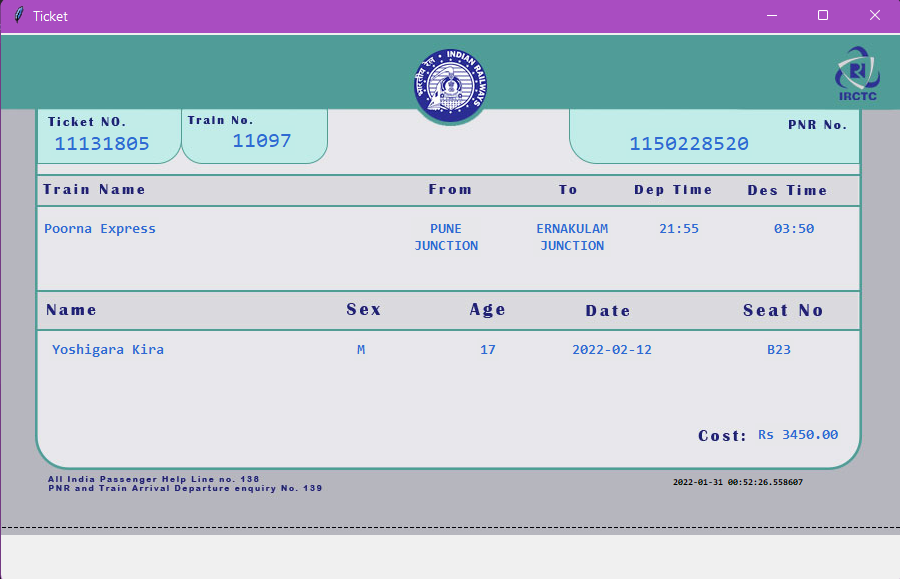 Ticket
भारतीय रेल INDIAN RAILWAYS
IRCTC
Ticket NO. Train No. PNR No.
11131805 11097 1150228520
Train Name From To Dep Time Des Time
Poorna Express PUNE ERNAKULAM 21:55 03:50
JUNCTION JUNCTION
Name Sex Age Date Seat No
Yoshigara Kira M 17 2022-02-12 B23
Cost: Rs 3450.00
All India Passenger Help Line no. 138
PNR and Train Arrival Departure enquiry No. 139
2022-01-31 00:52:26.558607